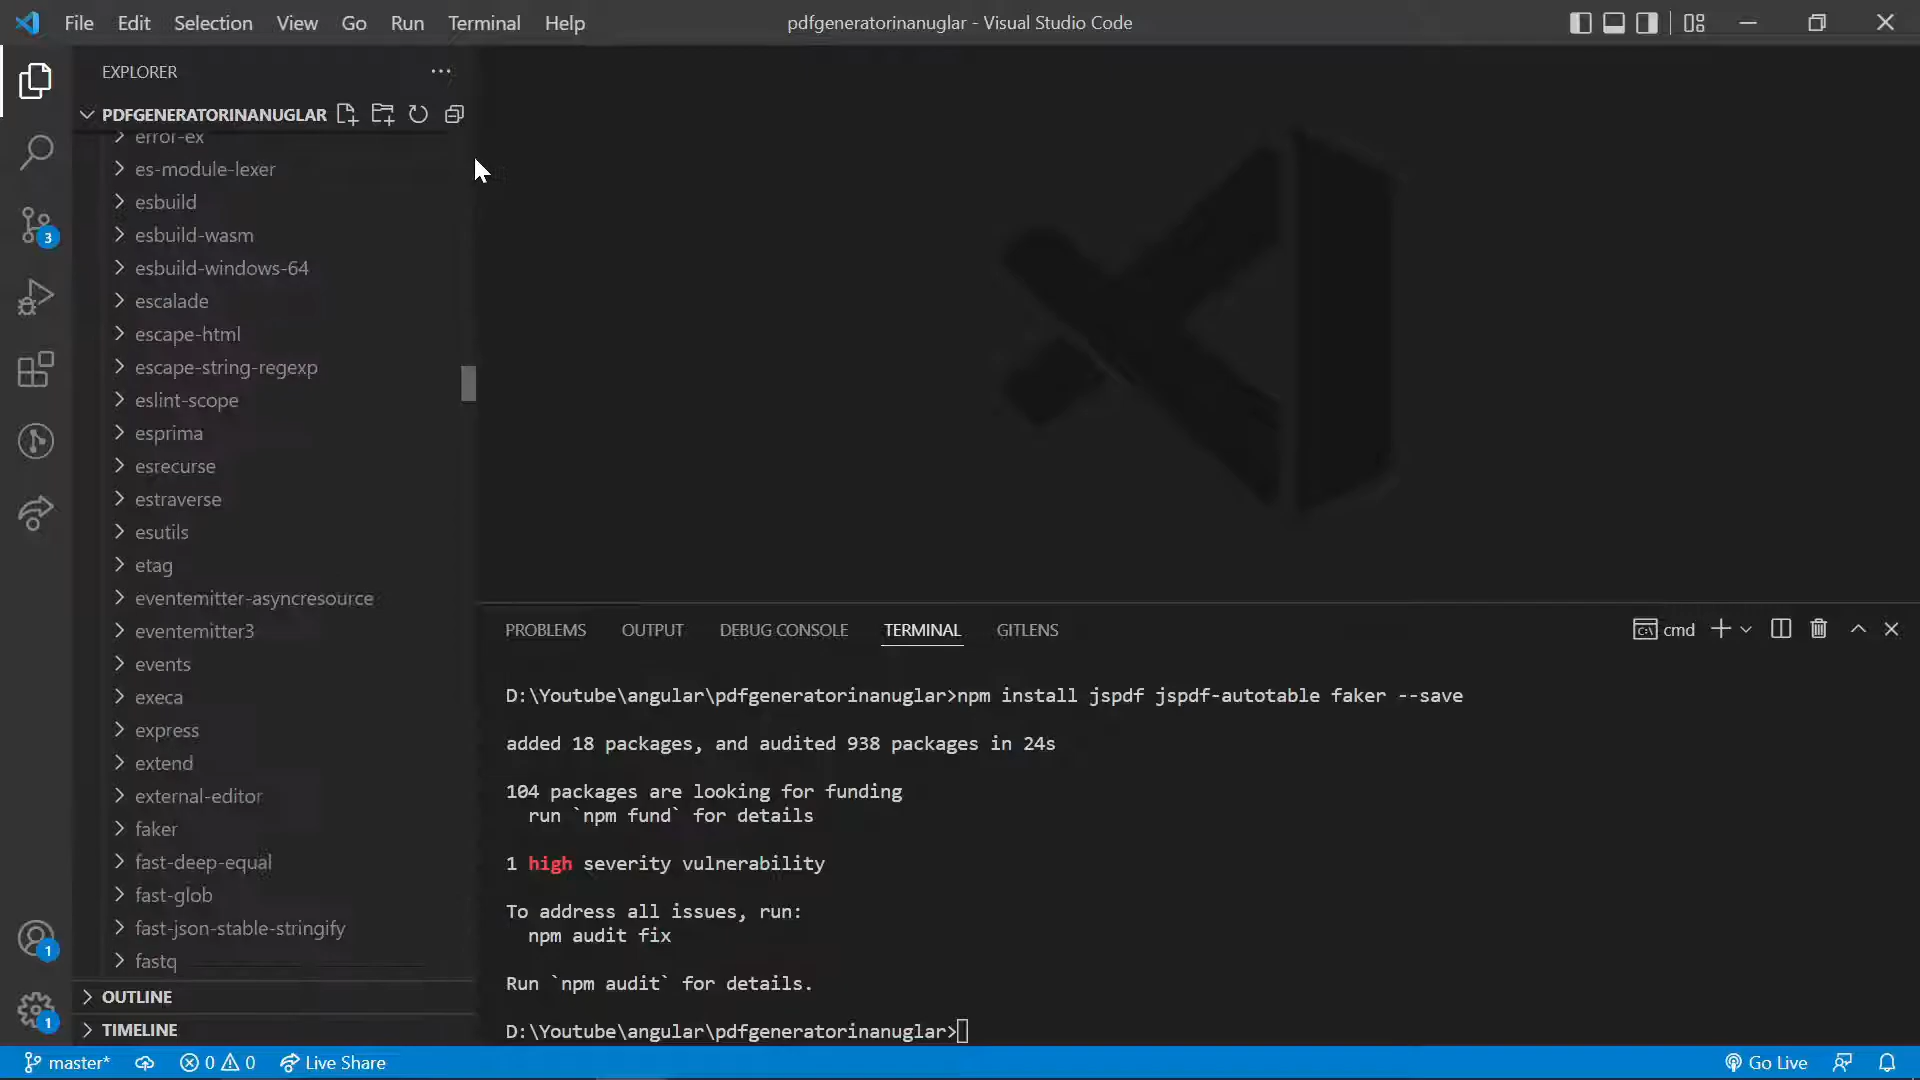 File Edit Selection View Go Run Terminal Help
pdfgeneratorinanuglar - Visual Studio Code
EXPLORER
PDFGENERATORINANUGLAR
error-ex
es-module-lexer
esbuild
esbuild-wasm
esbuild-windows-64
escalade
escape-html
escape-string-regexp
eslint-scope
esprima
esrecurse
estraverse
esutils
etag
eventemitter-asyncresource
eventemitter3
events
execa
express
extend
external-editor
faker
fast-deep-equal
fast-glob
fast-json-stable-stringify
fastq
OUTLINE
TIMELINE
3
1
1
PROBLEMS OUTPUT DEBUG CONSOLE TERMINAL GITLENS
cmd
D:\Youtube\angular\pdfgeneratorinanuglar>npm install jspdf jspdf-autotable faker --save
added 18 packages, and audited 938 packages in 24s
104 packages are looking for funding
run `npm fund` for details
1 high severity vulnerability
To address all issues, run:
npm audit fix
Run `npm audit` for details.
D:\Youtube\angular\pdfgeneratorinanuglar>
master* 0 0 Live Share
Go Live